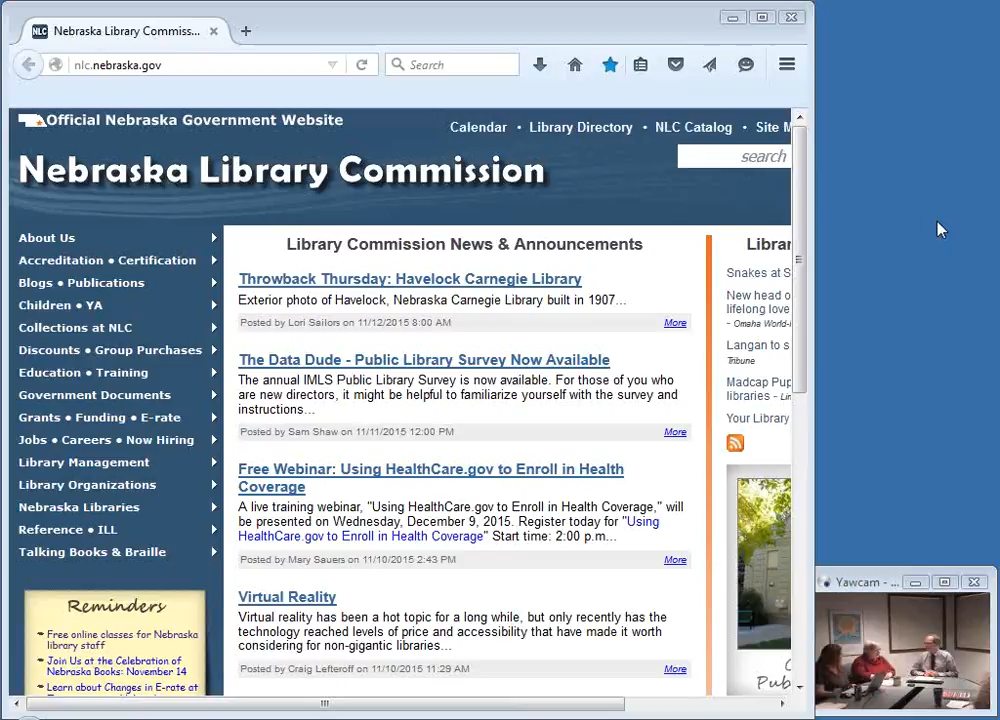 NLC Nebraska Library Commiss...
nlc.nebraska.gov
Search
Official Nebraska Government Website
Calendar • Library Directory • NLC Catalog • Site M
search
Nebraska Library Commission
About Us
Accreditation • Certification
Blogs • Publications
Children • YA
Collections at NLC
Discounts • Group Purchases
Education • Training
Government Documents
Grants • Funding • E-rate
Jobs • Careers • Now Hiring
Library Management
Library Organizations
Nebraska Libraries
Reference • ILL
Talking Books & Braille
Reminders
Free online classes for Nebraska
library staff
Join Us at the Celebration of
Nebraska Books: November 14
Learn about Changes in E-rate at
Library Commission News & Announcements
Throwback Thursday: Havelock Carnegie Library
Exterior photo of Havelock, Nebraska Carnegie Library built in 1907...
Posted by Lori Sailors on 11/12/2015 8:00 AM More
The Data Dude - Public Library Survey Now Available
The annual IMLS Public Library Survey is now available. For those of you who
are new directors, it might be helpful to familiarize yourself with the survey and
instructions...
Posted by Sam Shaw on 11/11/2015 12:00 PM More
Free Webinar: Using HealthCare.gov to Enroll in Health
Coverage
A live training webinar, "Using HealthCare.gov to Enroll in Health Coverage," will
be presented on Wednesday, December 9, 2015. Register today for "Using
HealthCare.gov to Enroll in Health Coverage" Start time: 2:00 p.m...
Posted by Mary Sauers on 11/10/2015 2:43 PM More
Virtual Reality
Virtual reality has been a hot topic for a long while, but only recently has the
technology reached levels of price and accessibility that have made it worth
considering for non-gigantic libraries...
Posted by Craig Lefteroff on 11/10/2015 11:29 AM More
Librar
Snakes at S
New head o
lifelong love
- Omaha World-
Langan to s
Tribune
Madcap Pup
libraries - Lin
Your Library
Pub
Yawcam - ...